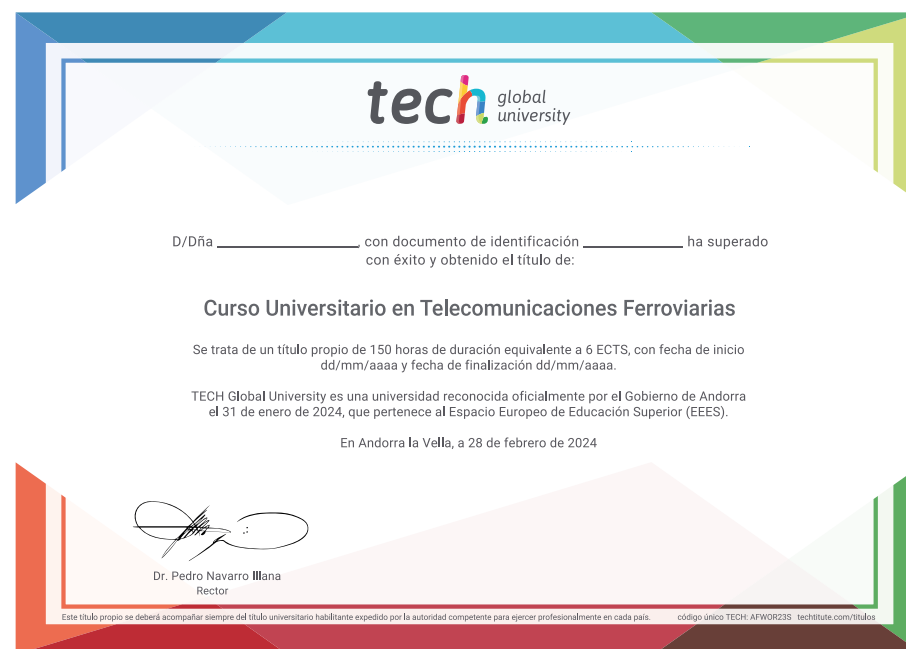 tech global university
D/Dña ________________, con documento de identificación ____________ ha superado
con éxito y obtenido el título de:
Curso Universitario en Telecomunicaciones Ferroviarias
Se trata de un título propio de 150 horas de duración equivalente a 6 ECTS, con fecha de inicio
dd/mm/aaaa y fecha de finalización dd/mm/aaaa.
TECH Global University es una universidad reconocida oficialmente por el Gobierno de Andorra
el 31 de enero de 2024, que pertenece al Espacio Europeo de Educación Superior (EEES).
En Andorra la Vella, a 28 de febrero de 2024
Dr. Pedro Navarro Illana
Rector
Este título propio se deberá acompañar siempre del título universitario habilitante expedido por la autoridad competente para ejercer profesionalmente en cada país. código único TECH: AFWOR23S techtitute.com/titulos